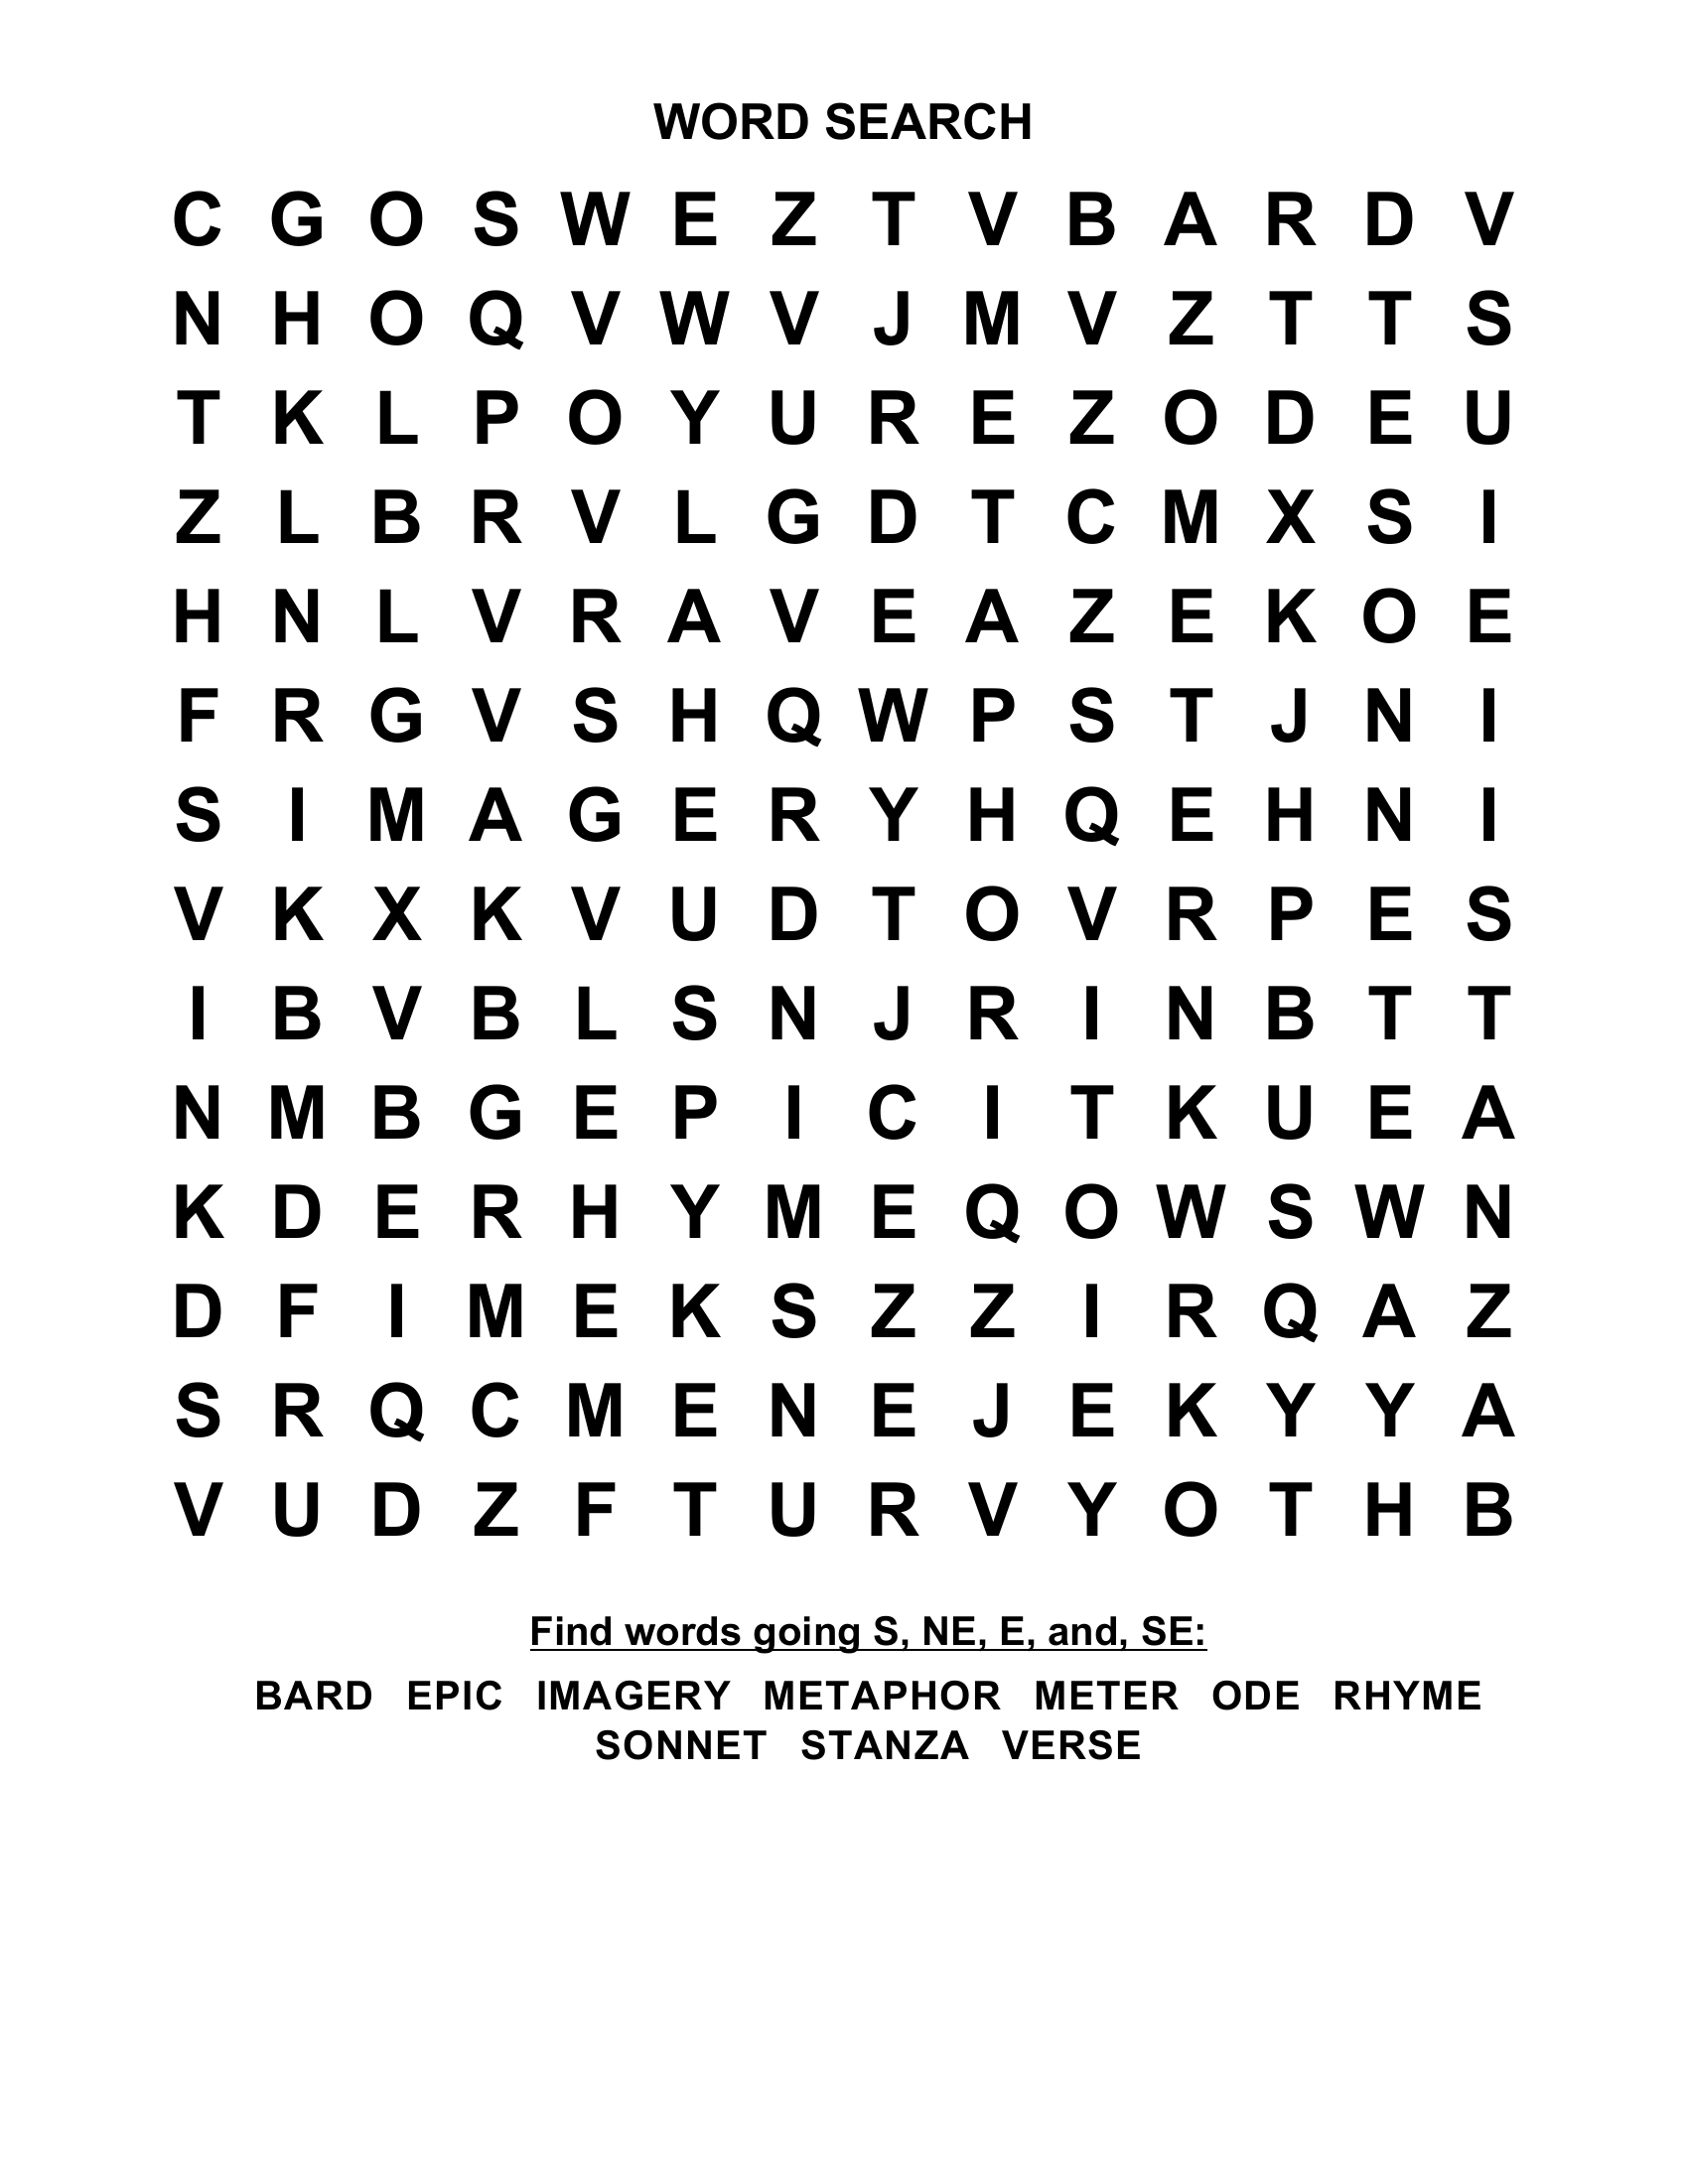 WORD SEARCH
C G O S W E Z T V B A R D V
N H O Q V W V J M V Z T T S
T K L P O Y U R E Z O D E U
Z L B R V L G D T C M X S I
H N L V R A V E A Z E K O E
F R G V S H Q W P S T J N I
S I M A G E R Y H Q E H N I
V K X K V U D T O V R P E S
I B V B L S N J R I N B T T
N M B G E P I C I T K U E A
K D E R H Y M E Q O W S W N
D F I M E K S Z Z I R Q A Z
S R Q C M E N E J E K Y Y A
V U D Z F T U R V Y O T H B
Find words going S, NE, E, and, SE:
BARD EPIC IMAGERY METAPHOR METER ODE RHYME
SONNET STANZA VERSE